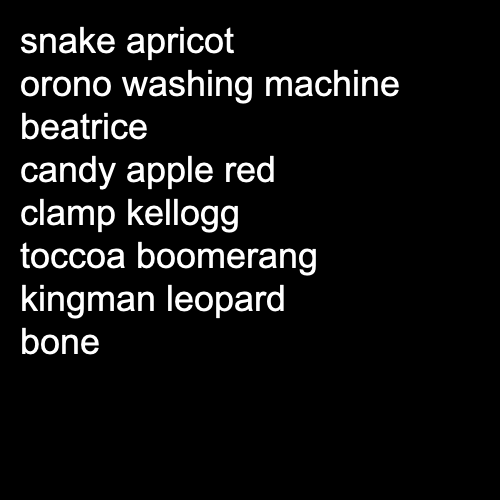 snake apricot
orono washing machine
beatrice
candy apple red
clamp kellogg
toccoa boomerang
kingman leopard
bone